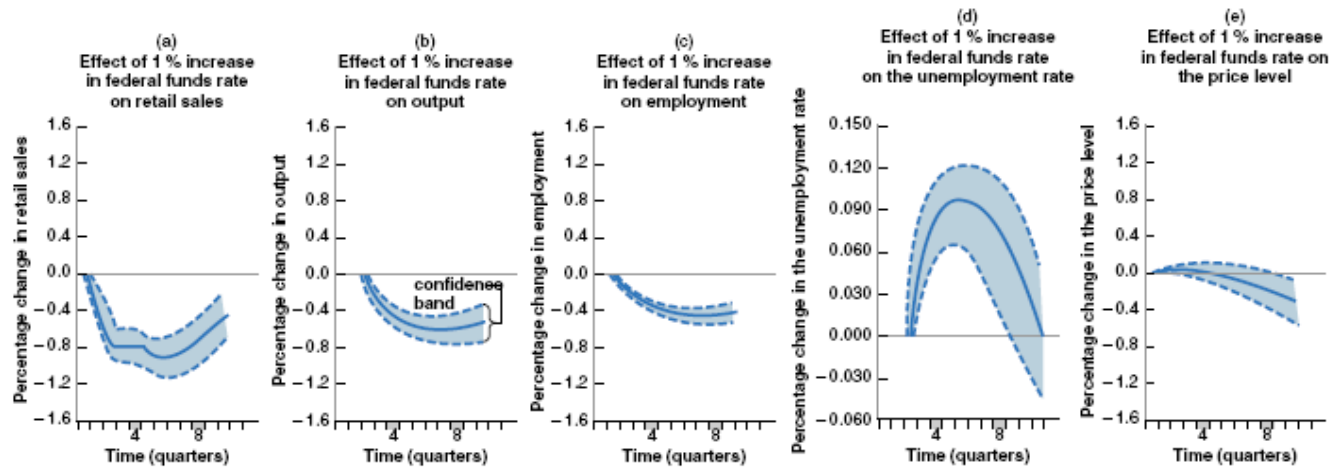 (a)
Effect of 1 % increase
in federal funds rate
on retail sales
Percentage change in retail sales
1.6
1.2
0.8
0.4
0.0
−0.4
−0.8
−1.2
−1.6
4
8
Time (quarters)
(b)
Effect of 1 % increase
in federal funds rate
on output
Percentage change in output
1.6
1.2
0.8
0.4
0.0
−0.4
−0.8
−1.2
−1.6
confidence
band
4
8
Time (quarters)
(c)
Effect of 1 % increase
in federal funds rate
on employment
Percentage change in employment
1.6
1.2
0.8
0.4
0.0
−0.4
−0.8
−1.2
−1.6
4
8
Time (quarters)
(d)
Effect of 1 % increase
in federal funds rate
on the unemployment rate
Percentage change in the unemployment rate
0.150
0.120
0.090
0.060
0.030
0.000
−0.030
−0.060
4
8
Time (quarters)
(e)
Effect of 1 % increase
in federal funds rate on
the price level
Percentage change in the price level
1.6
1.2
0.8
0.4
0.0
−0.4
−0.8
−1.2
−1.6
4
8
Time (quarters)